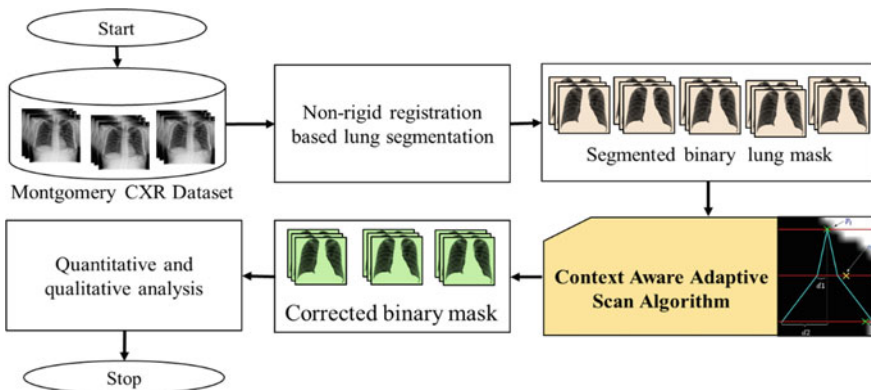 Start
Montgomery CXR Dataset
Non-rigid registration
based lung segmentation
Segmented binary lung mask
Context Aware Adaptive
Scan Algorithm
d1
d2
Corrected binary mask
Quantitative and
qualitative analysis
Stop